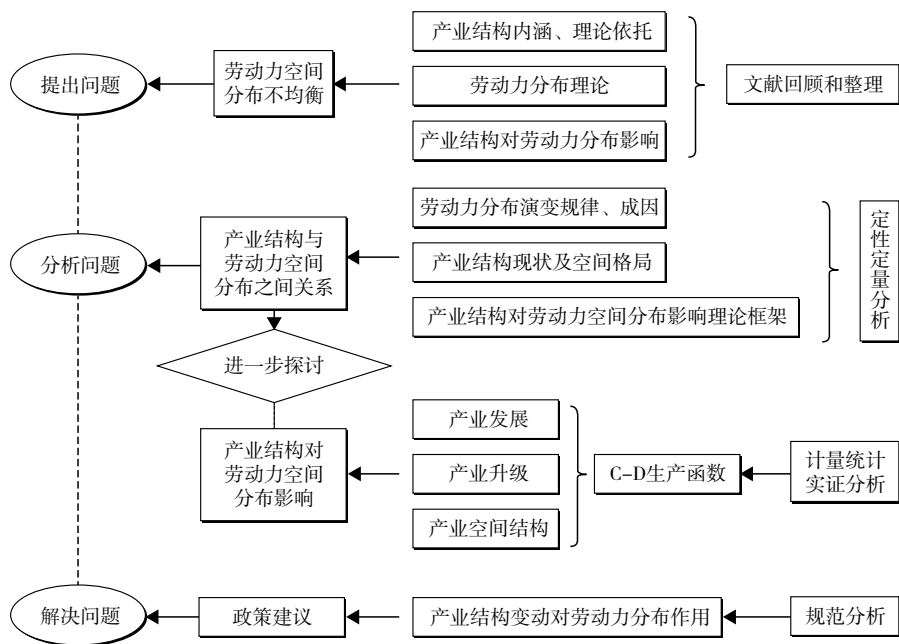 产业结构内涵、理论依托
提出问题
劳动力空间
分布不均衡
劳动力分布理论
文献回顾和整理
产业结构对劳动力分布影响
劳动力分布演变规律、成因
分析问题
产业结构与
劳动力空间
分布之间关系
产业结构现状及空间格局
定性定量分析
产业结构对劳动力空间分布影响理论框架
进一步探讨
产业发展
产业结构对
劳动力空间
分布影响
产业升级
C-D生产函数
计量统计
实证分析
产业空间结构
解决问题
政策建议
产业结构变动对劳动力分布作用
规范分析